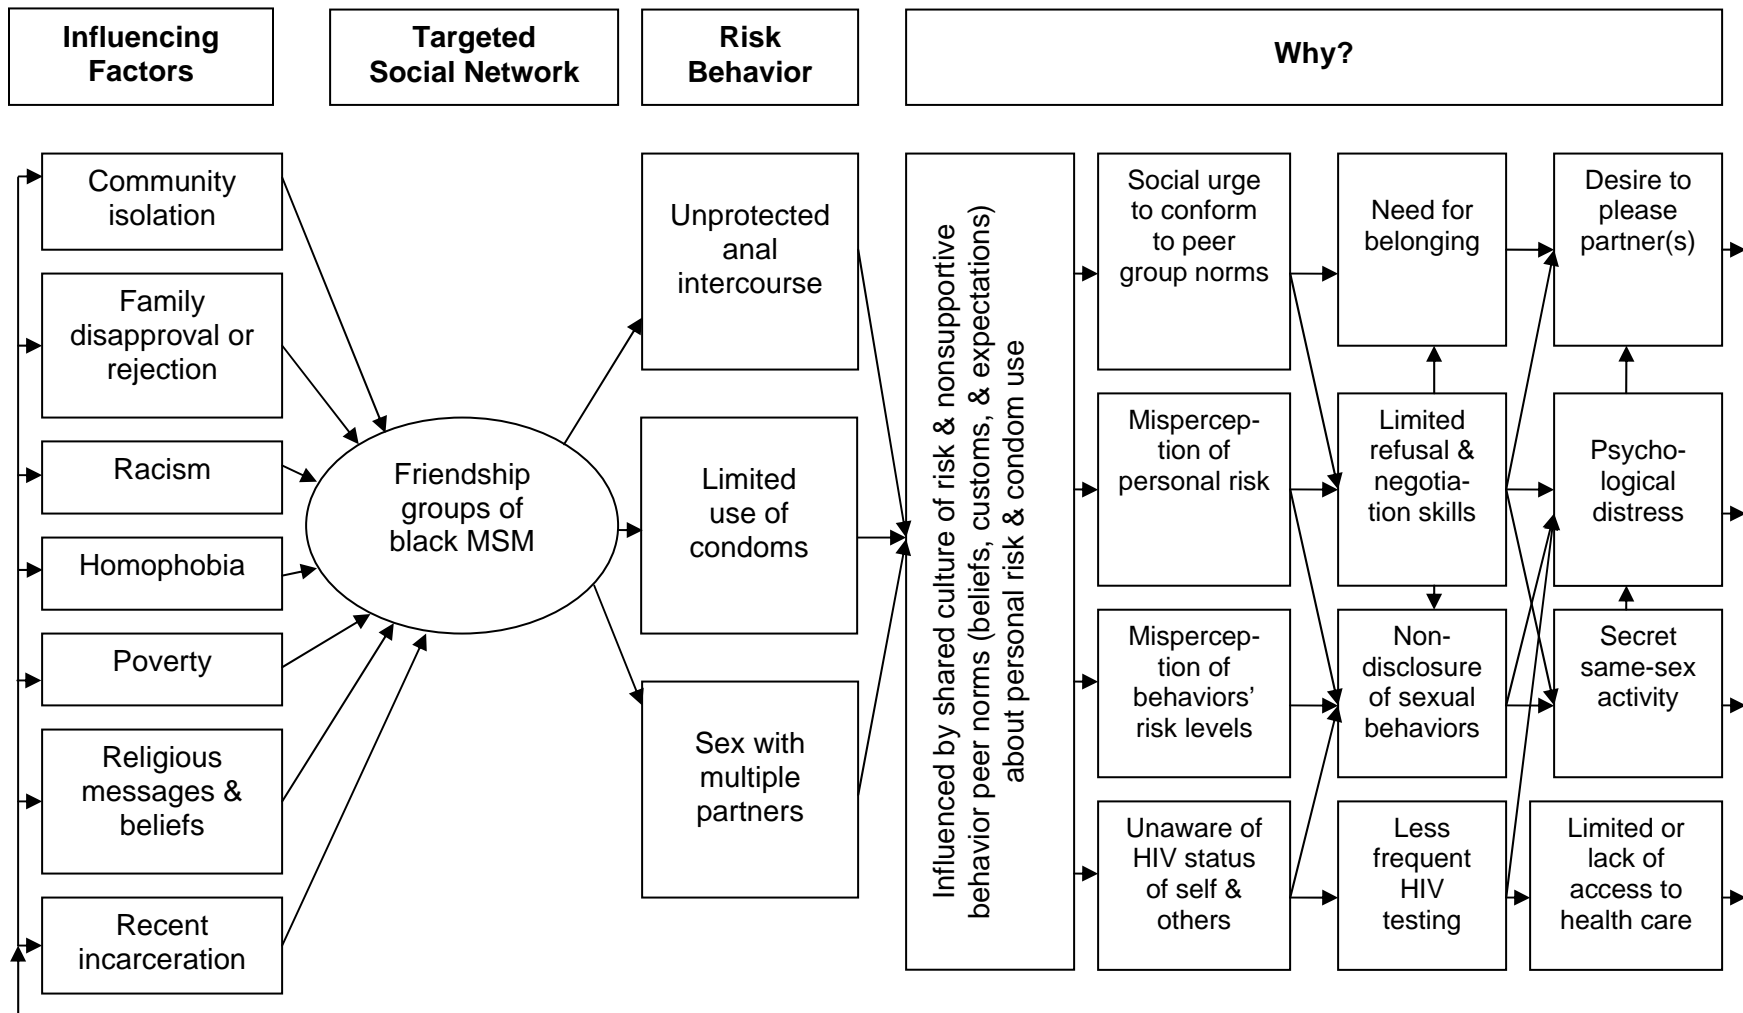 Influencing
Factors
Targeted
Social Network
Risk
Behavior
Why?
Community
isolation
Family
disapproval or
rejection
Racism
Homophobia
Poverty
Religious
messages &
beliefs
Recent
incarceration
Friendship
groups of
black MSM
Unprotected
anal
intercourse
Limited
use of
condoms
Sex with
multiple
partners
Influenced by shared culture of risk & nonsupportive
behavior peer norms (beliefs, customs, & expectations)
about personal risk & condom use
Social urge
to conform
to peer
group norms
Mispercep-
tion of
personal risk
Mispercep-
tion of
behaviors’
risk levels
Unaware of
HIV status
of self &
others
Need for
belonging
Limited
refusal &
negotia-
tion skills
Non-
disclosure
of sexual
behaviors
Less
frequent
HIV
testing
Desire to
please
partner(s)
Psycho-
logical
distress
Secret
same-sex
activity
Limited or
lack of
access to
health care